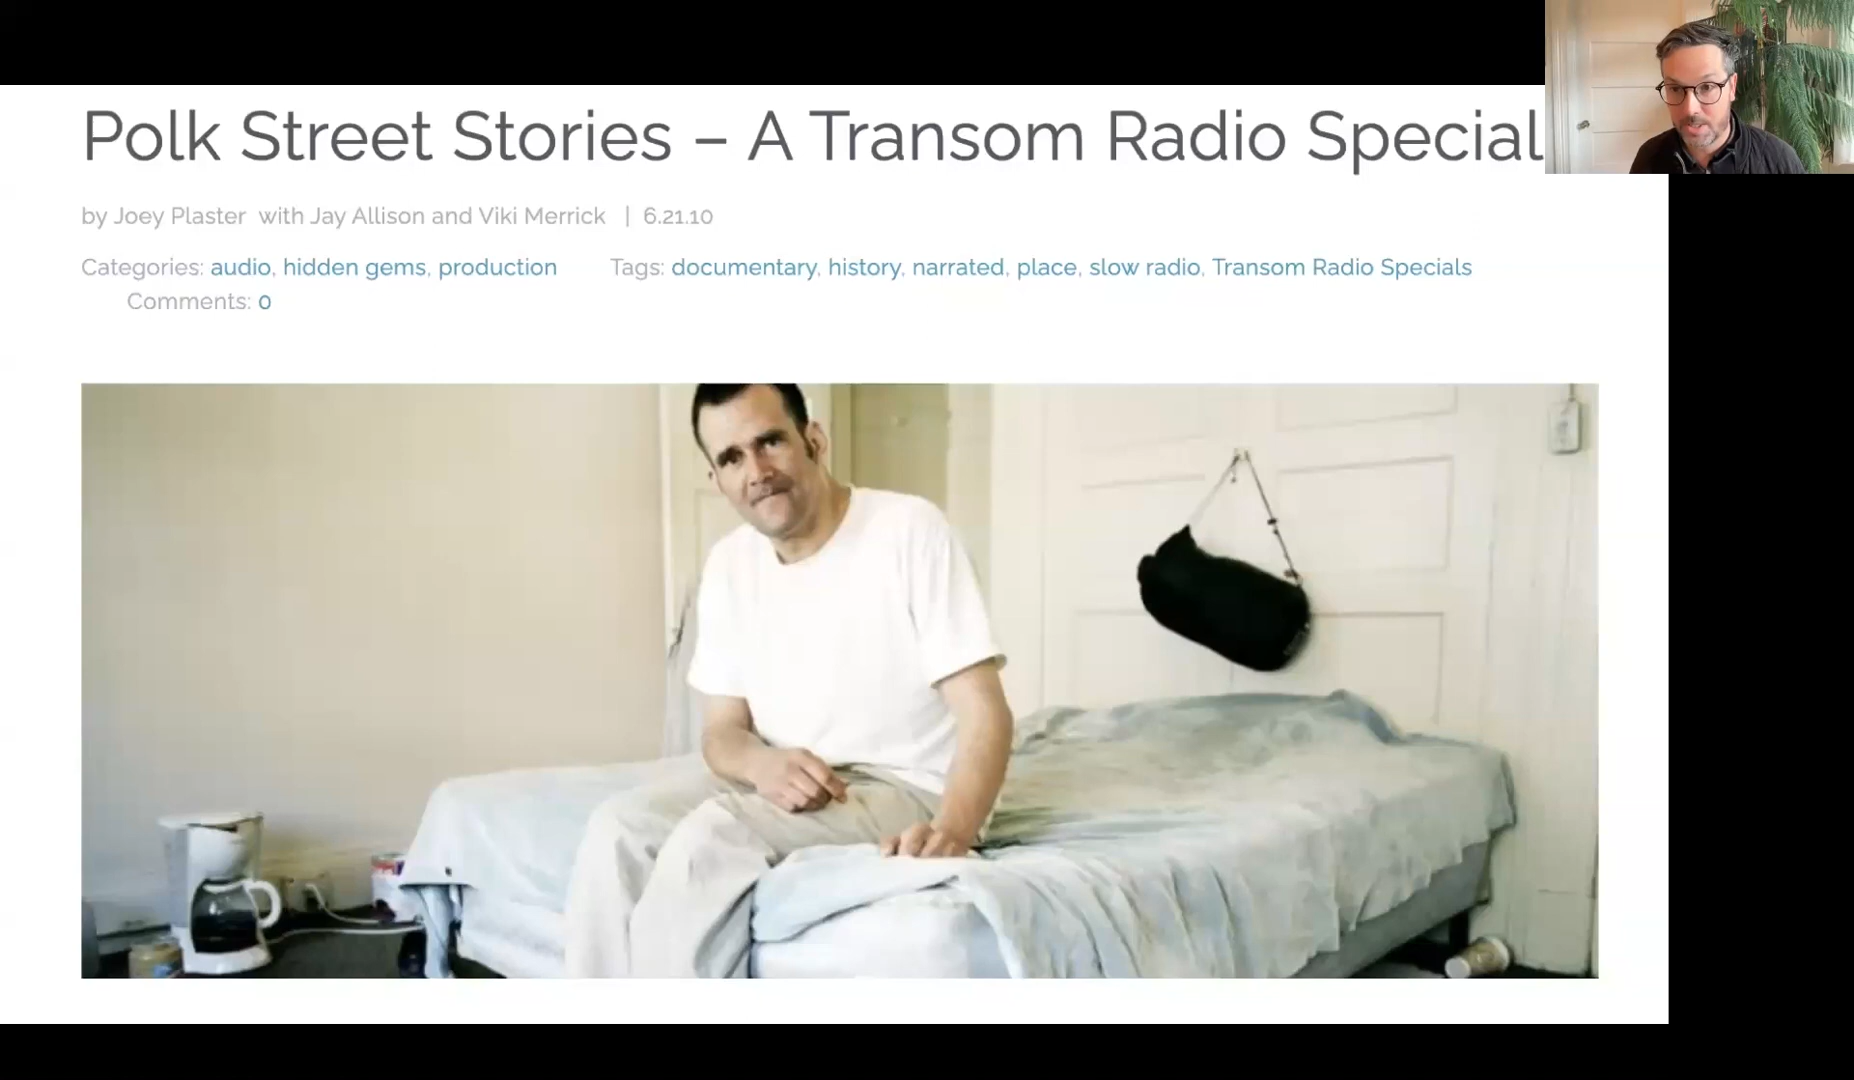 Polk Street Stories – A Transom Radio Special
by Joey Plaster with Jay Allison and Viki Merrick | 6.21.10
Categories: audio, hidden gems, production Tags: documentary, history, narrated, place, slow radio, Transom Radio Specials
Comments: 0